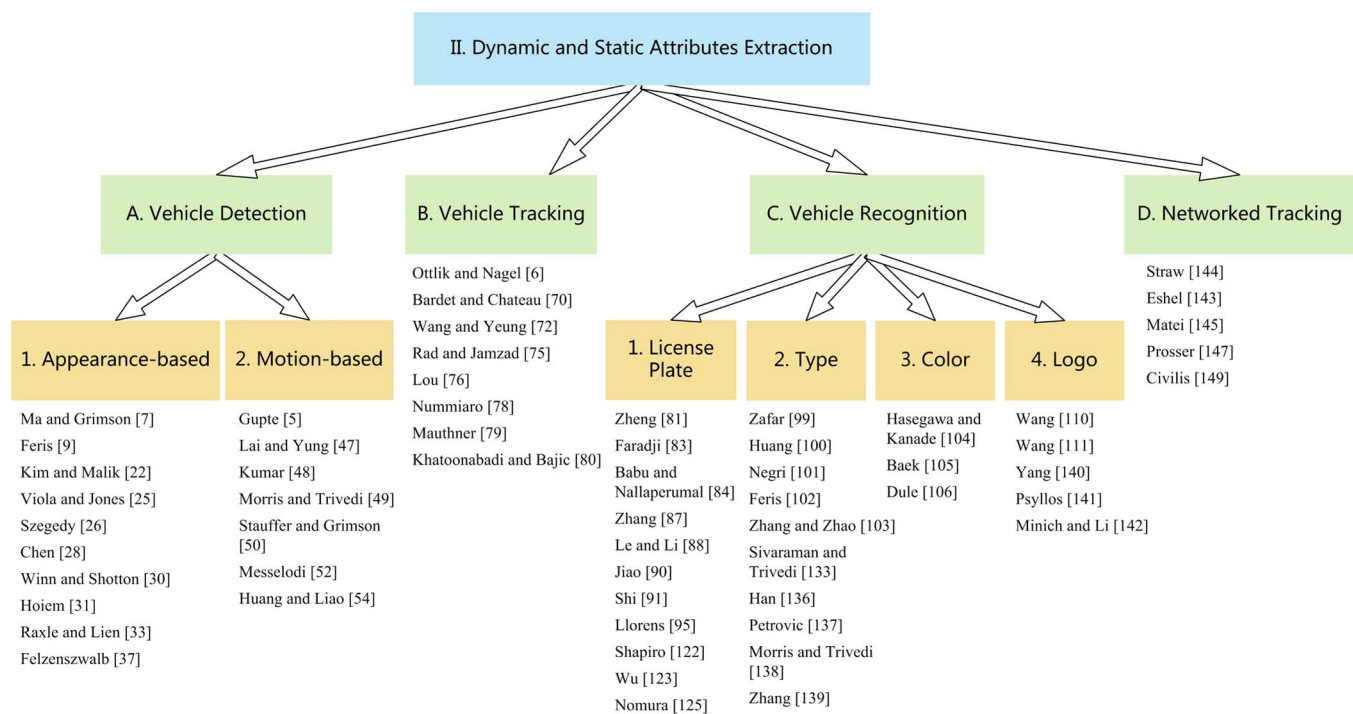 II. Dynamic and Static Attributes Extraction
A. Vehicle Detection
B. Vehicle Tracking
C. Vehicle Recognition
D. Networked Tracking
1. Appearance-based
Ma and Grimson [7]
Feris [9]
Kim and Malik [22]
Viola and Jones [25]
Szegedy [26]
Chen [28]
Winn and Shotton [30]
Hoiem [31]
Raxle and Lien [33]
Felzenszwalb [37]
2. Motion-based
Gupte [5]
Lai and Yung [47]
Kumar [48]
Morris and Trivedi [49]
Stauffer and Grimson
[50]
Messelodi [52]
Huang and Liao [54]
Ottlik and Nagel [6]
Bardet and Chateau [70]
Wang and Yeung [72]
Rad and Jamzad [75]
Lou [76]
Nummiaro [78]
Mauthner [79]
Khatoonabadi and Bajic [80]
1. License
Plate
Zheng [81]
Faradji [83]
Babu and
Nallaperumal [84]
Zhang [87]
Le and Li [88]
Jiao [90]
Shi [91]
Llorens [95]
Shapiro [122]
Wu [123]
Nomura [125]
2. Type
Zafar [99]
Huang [100]
Negri [101]
Feris [102]
Zhang and Zhao [103]
Sivaraman and
Trivedi [133]
Han [136]
Petrovic [137]
Morris and Trivedi
[138]
Zhang [139]
3. Color
Hasegawa and
Kanade [104]
Baek [105]
Dule [106]
4. Logo
Wang [110]
Wang [111]
Yang [140]
Psyllos [141]
Minich and Li [142]
Straw [144]
Eshel [143]
Matei [145]
Prosser [147]
Civilis [149]